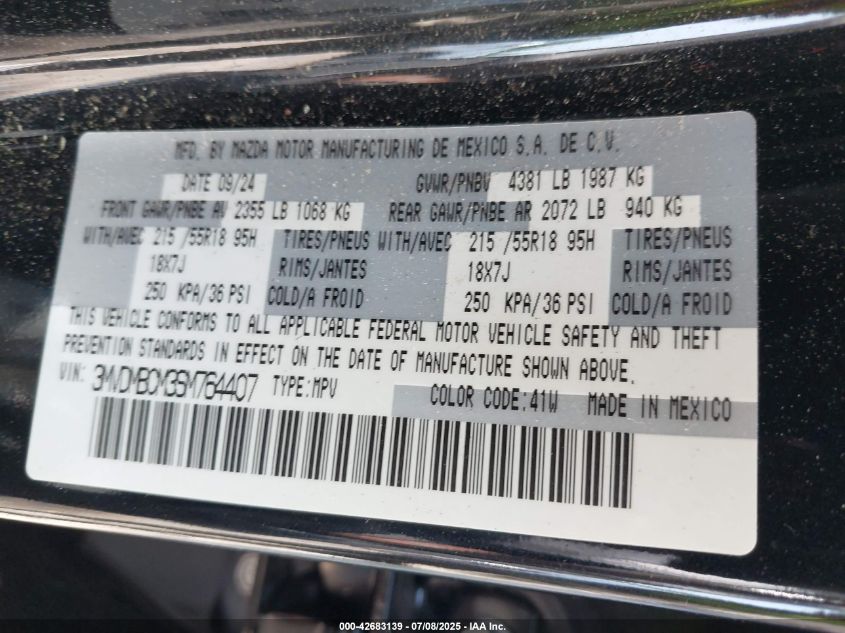 MFD. BY MAZDA MOTOR MANUFACTURING DE MEXICO S.A. DE C.V.
DATE 09/24 GVWR/PNBV 4381 LB 1987 KG
FRONT GAWR/PNBE AV 2355 LB 1068 KG REAR GAWR/PNBE AR 2072 LB 940 KG
WITH/AVEC 215 /55R18 95H TIRES/PNEUS WITH/AVEC 215 /55R18 95H TIRES/PNEUS
18X7J RIMS/JANTES 18X7J RIMS/JANTES
250 KPA/36 PSI COLD/A FROID 250 KPA/36 PSI COLD/A FROID
THIS VEHICLE CONFORMS TO ALL APPLICABLE FEDERAL MOTOR VEHICLE SAFETY AND THEFT
PREVENTION STANDARDS IN EFFECT ON THE DATE OF MANUFACTURE SHOWN ABOVE.
VIN: 3MVDMBCM3SM764407 TYPE:MPV COLOR CODE:41W MADE IN MEXICO
000-42683139 - 07/08/2025 - IAA Inc.